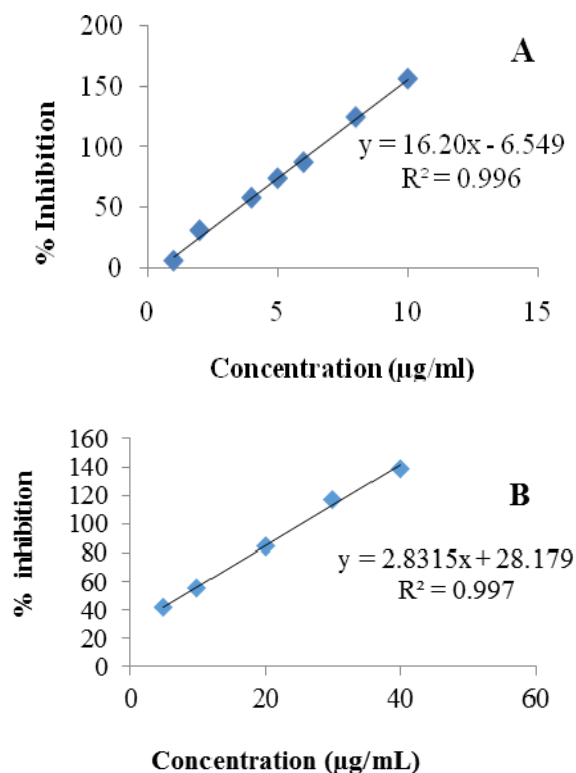 A
200
150
100
50
0
% Inhibition
y = 16.20x - 6.549
R² = 0.996
0 5 10 15
Concentration (µg/ml)
B
160
140
120
100
80
60
40
20
0
% inhibition
y = 2.8315x + 28.179
R² = 0.997
0 20 40 60
Concentration (µg/mL)